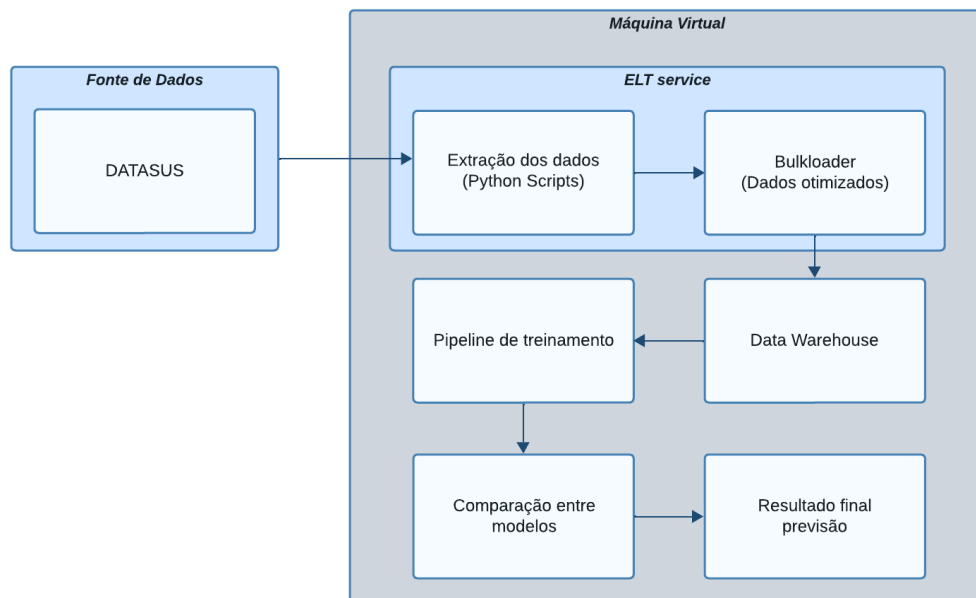 Máquina Virtual
Fonte de Dados
ELT service
DATASUS
Extração dos dados
(Python Scripts)
Bulkloader
(Dados otimizados)
Pipeline de treinamento
Data Warehouse
Comparação entre
modelos
Resultado final
previsão